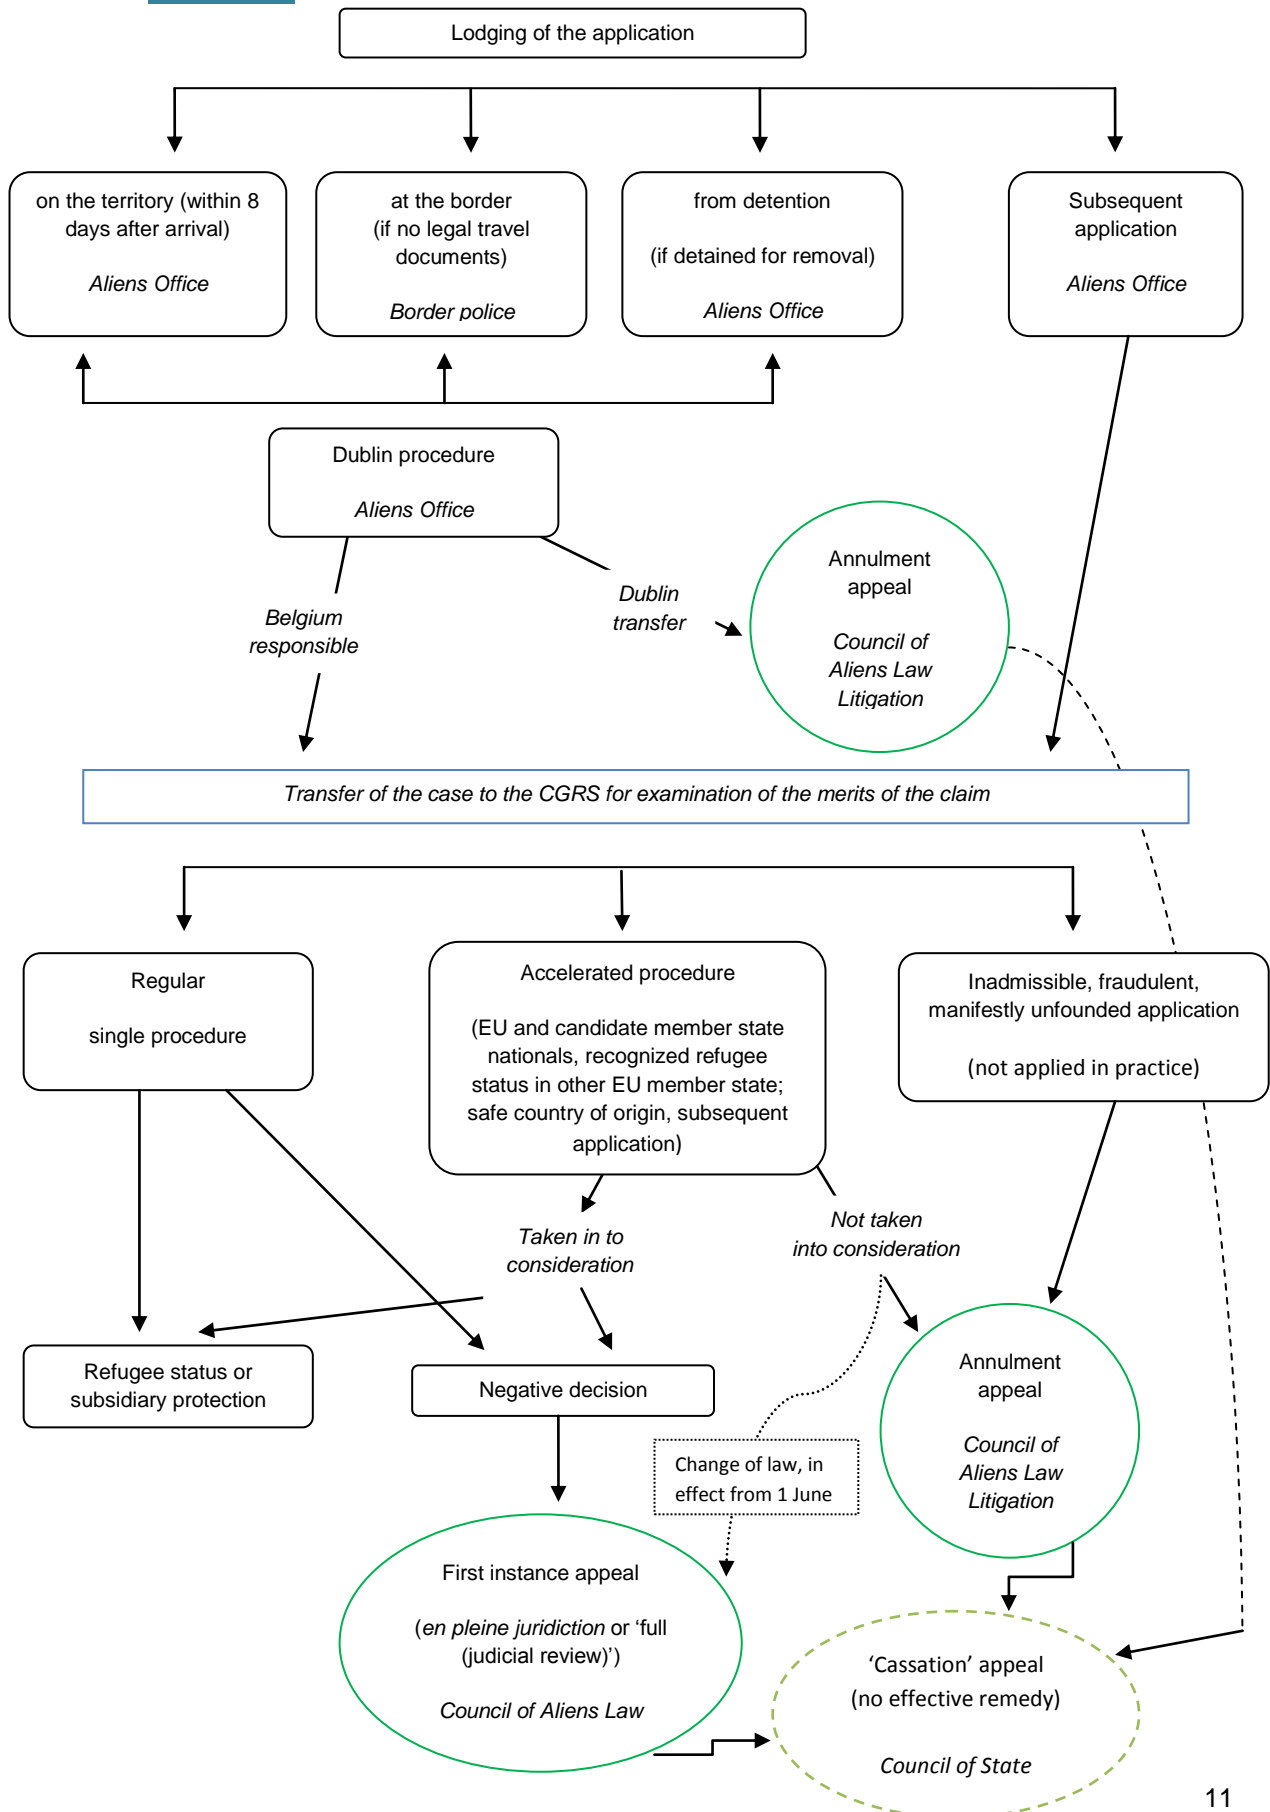 Lodging of the application
on the territory (within 8
days after arrival)
Aliens Office
at the border
(if no legal travel
documents)
Border police
from detention
(if detained for removal)
Aliens Office
Subsequent
application
Aliens Office
Dublin procedure
Aliens Office
Belgium
responsible
Dublin
transfer
Annulment
appeal
Council of
Aliens Law
Litigation
Transfer of the case to the CGRS for examination of the merits of the claim
Regular
single procedure
Accelerated procedure
(EU and candidate member state
nationals, recognized refugee
status in other EU member state;
safe country of origin, subsequent
application)
Inadmissible, fraudulent,
manifestly unfounded application
(not applied in practice)
Taken in to
consideration
Not taken
into consideration
Refugee status or
subsidiary protection
Negative decision
Annulment
appeal
Council of
Aliens Law
Litigation
Change of law, in
effect from 1 June
First instance appeal
(en pleine juridiction or ‘full
(judicial review)’)
Council of Aliens Law
‘Cassation’ appeal
(no effective remedy)
Council of State
11